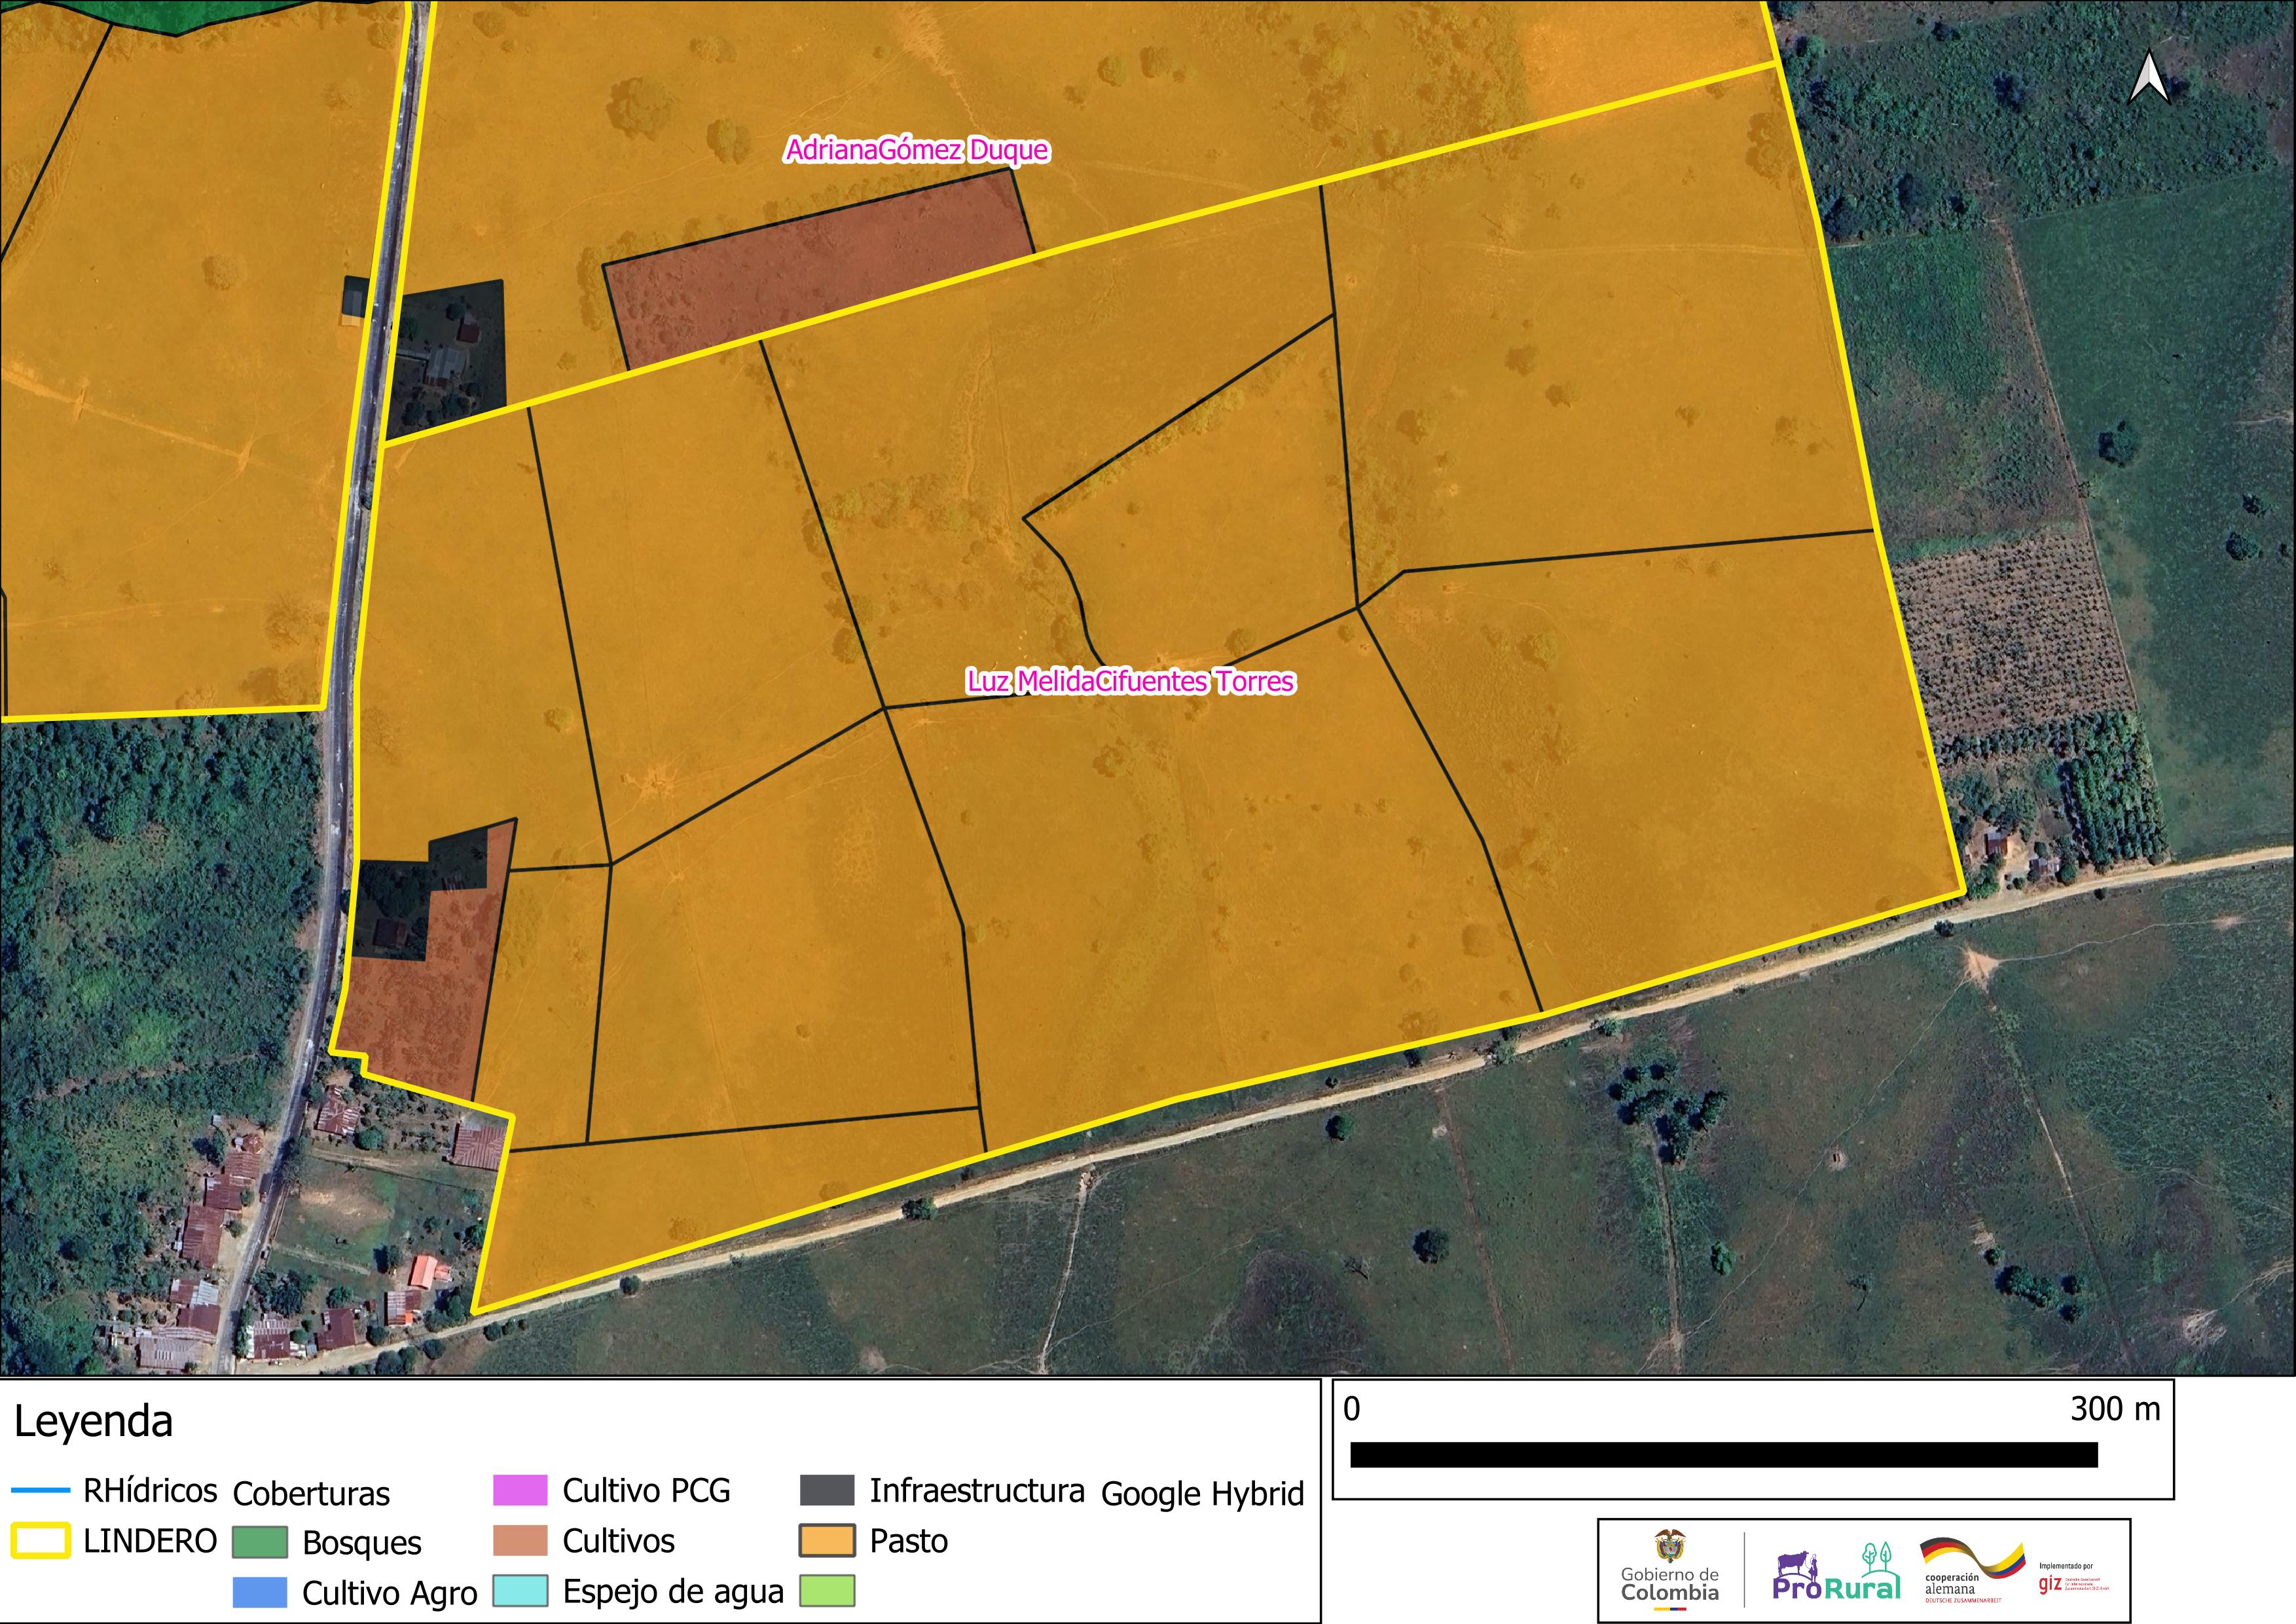 AdrianaGómez Duque
Luz MelidaCifuentes Torres
Leyenda
RHídricos
LINDERO
Coberturas
Bosques
Cultivo Agro
Cultivo PCG
Cultivos
Espejo de agua
Infraestructura
Pasto
Google Hybrid
0 300 m
Gobierno de
Colombia
ProRural
cooperación
alemana
DEUTSCHE ZUSAMMENARBEIT
Implementado por
giz